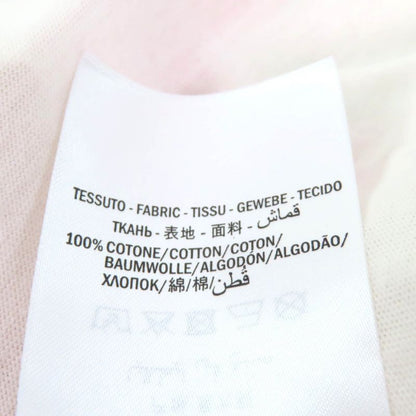 TESSUTO - FABRIC - TISSU - GEWEBE - TECIDO
ТКАНЬ - 表地 - 面料 - قماش
100% COTONE/COTTON/COTON/
BAUMWOLLE/ALGODÓN/ALGODÃO/
ХЛОПОК/綿/棉/قُطن